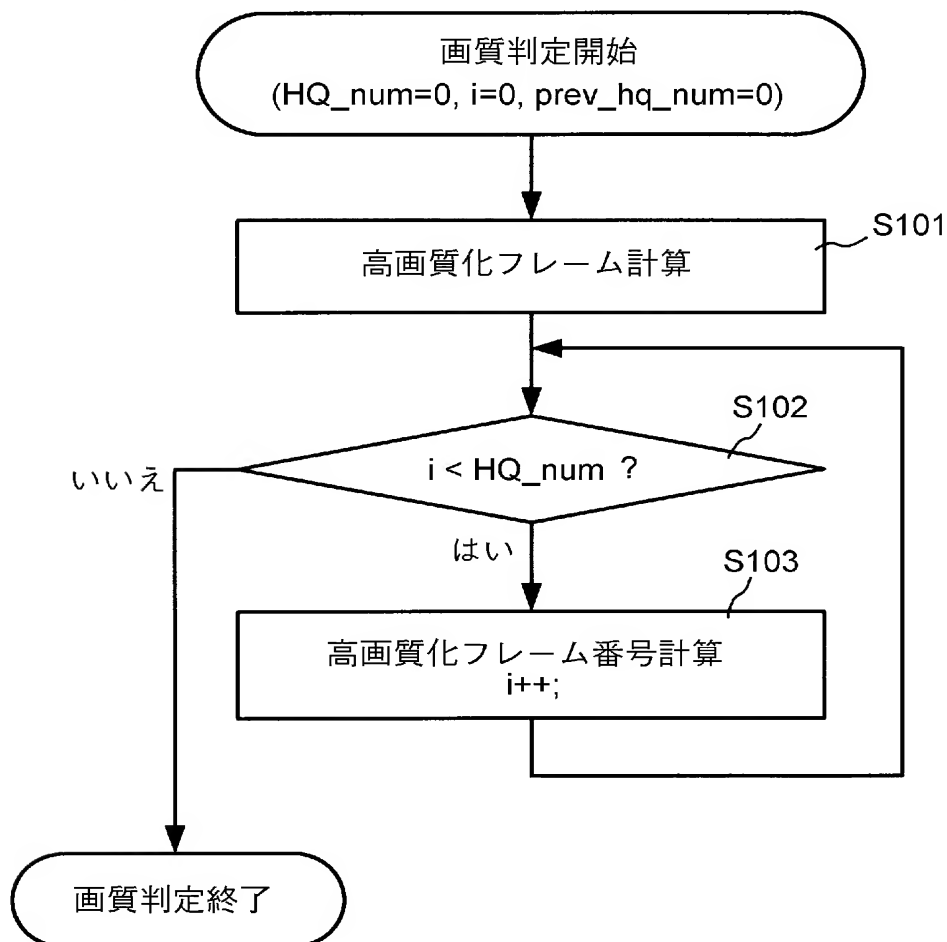 画質判定開始
(HQ_num=0, i=0, prev_hq_num=0)
S101
高画質化フレーム計算
S102
i < HQ_num ?
いいえ
はい
S103
高画質化フレーム番号計算
i++;
画質判定終了